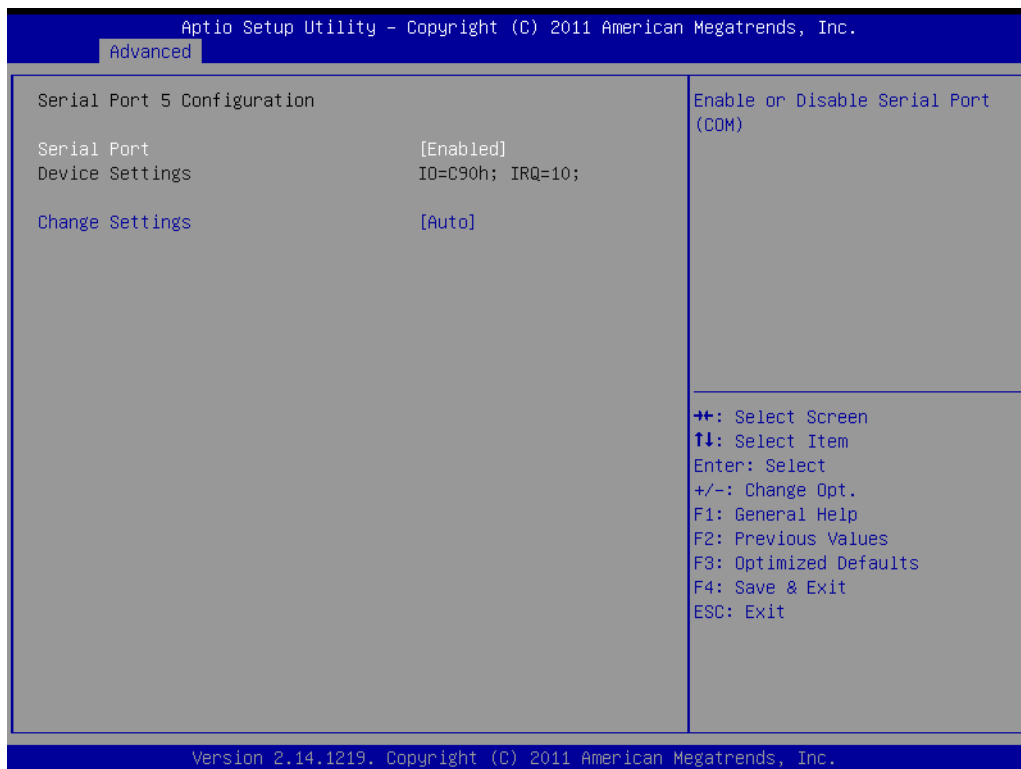 Aptio Setup Utility – Copyright (C) 2011 American Megatrends, Inc.
Advanced
Serial Port 5 Configuration
Serial Port [Enabled]
Device Settings IO=C90h; IRQ=10;
Change Settings [Auto]
Enable or Disable Serial Port
(COM)
→←: Select Screen
↑↓: Select Item
Enter: Select
+/-: Change Opt.
F1: General Help
F2: Previous Values
F3: Optimized Defaults
F4: Save & Exit
ESC: Exit
Version 2.14.1219. Copyright (C) 2011 American Megatrends, Inc.